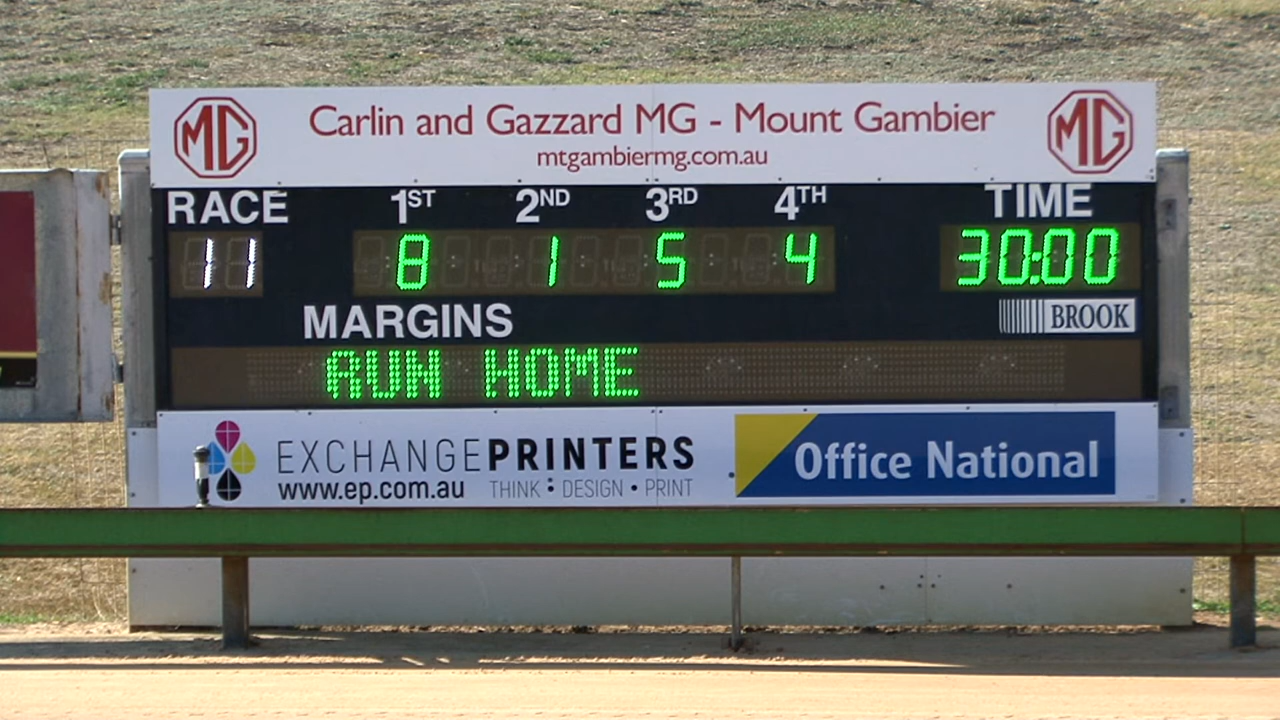 MG Carlin and Gazzard MG - Mount Gambier MG
mtgambiermg.com.au
RACE 1ST 2ND 3RD 4TH TIME
11 8 1 5 4 30:00
MARGINS BROOK
RUN HOME
EXCHANGEPRINTERS
www.ep.com.au THINK : DESIGN • PRINT
Office National